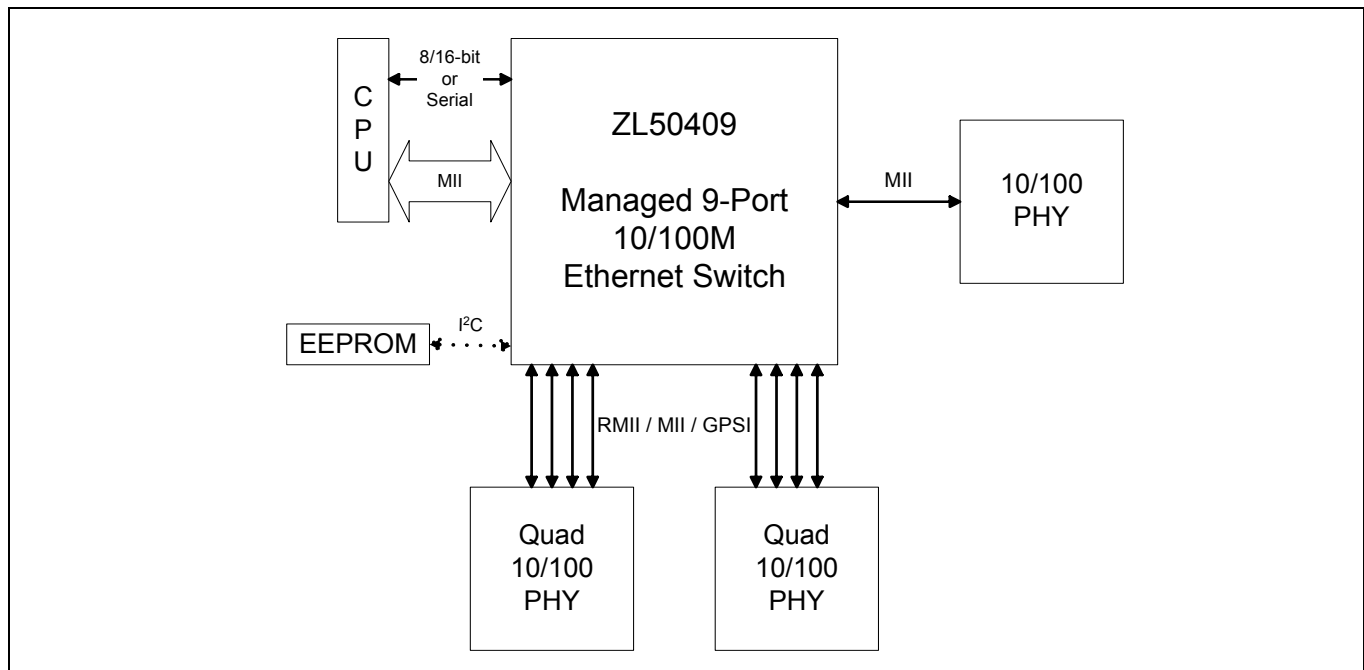 8/16-bit
or
Serial
C
P
U
MII
ZL50409
Managed 9-Port
10/100M
Ethernet Switch
MII
10/100
PHY
EEPROM
I²C
RMII / MII / GPSI
Quad
10/100
PHY
Quad
10/100
PHY